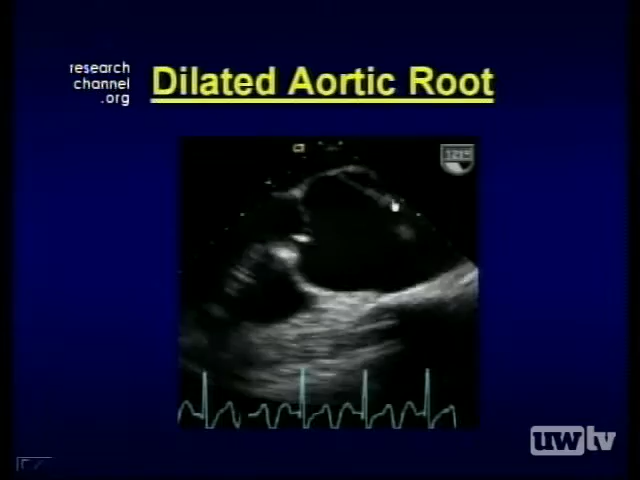 research
channel
.org
Dilated Aortic Root
uwtv